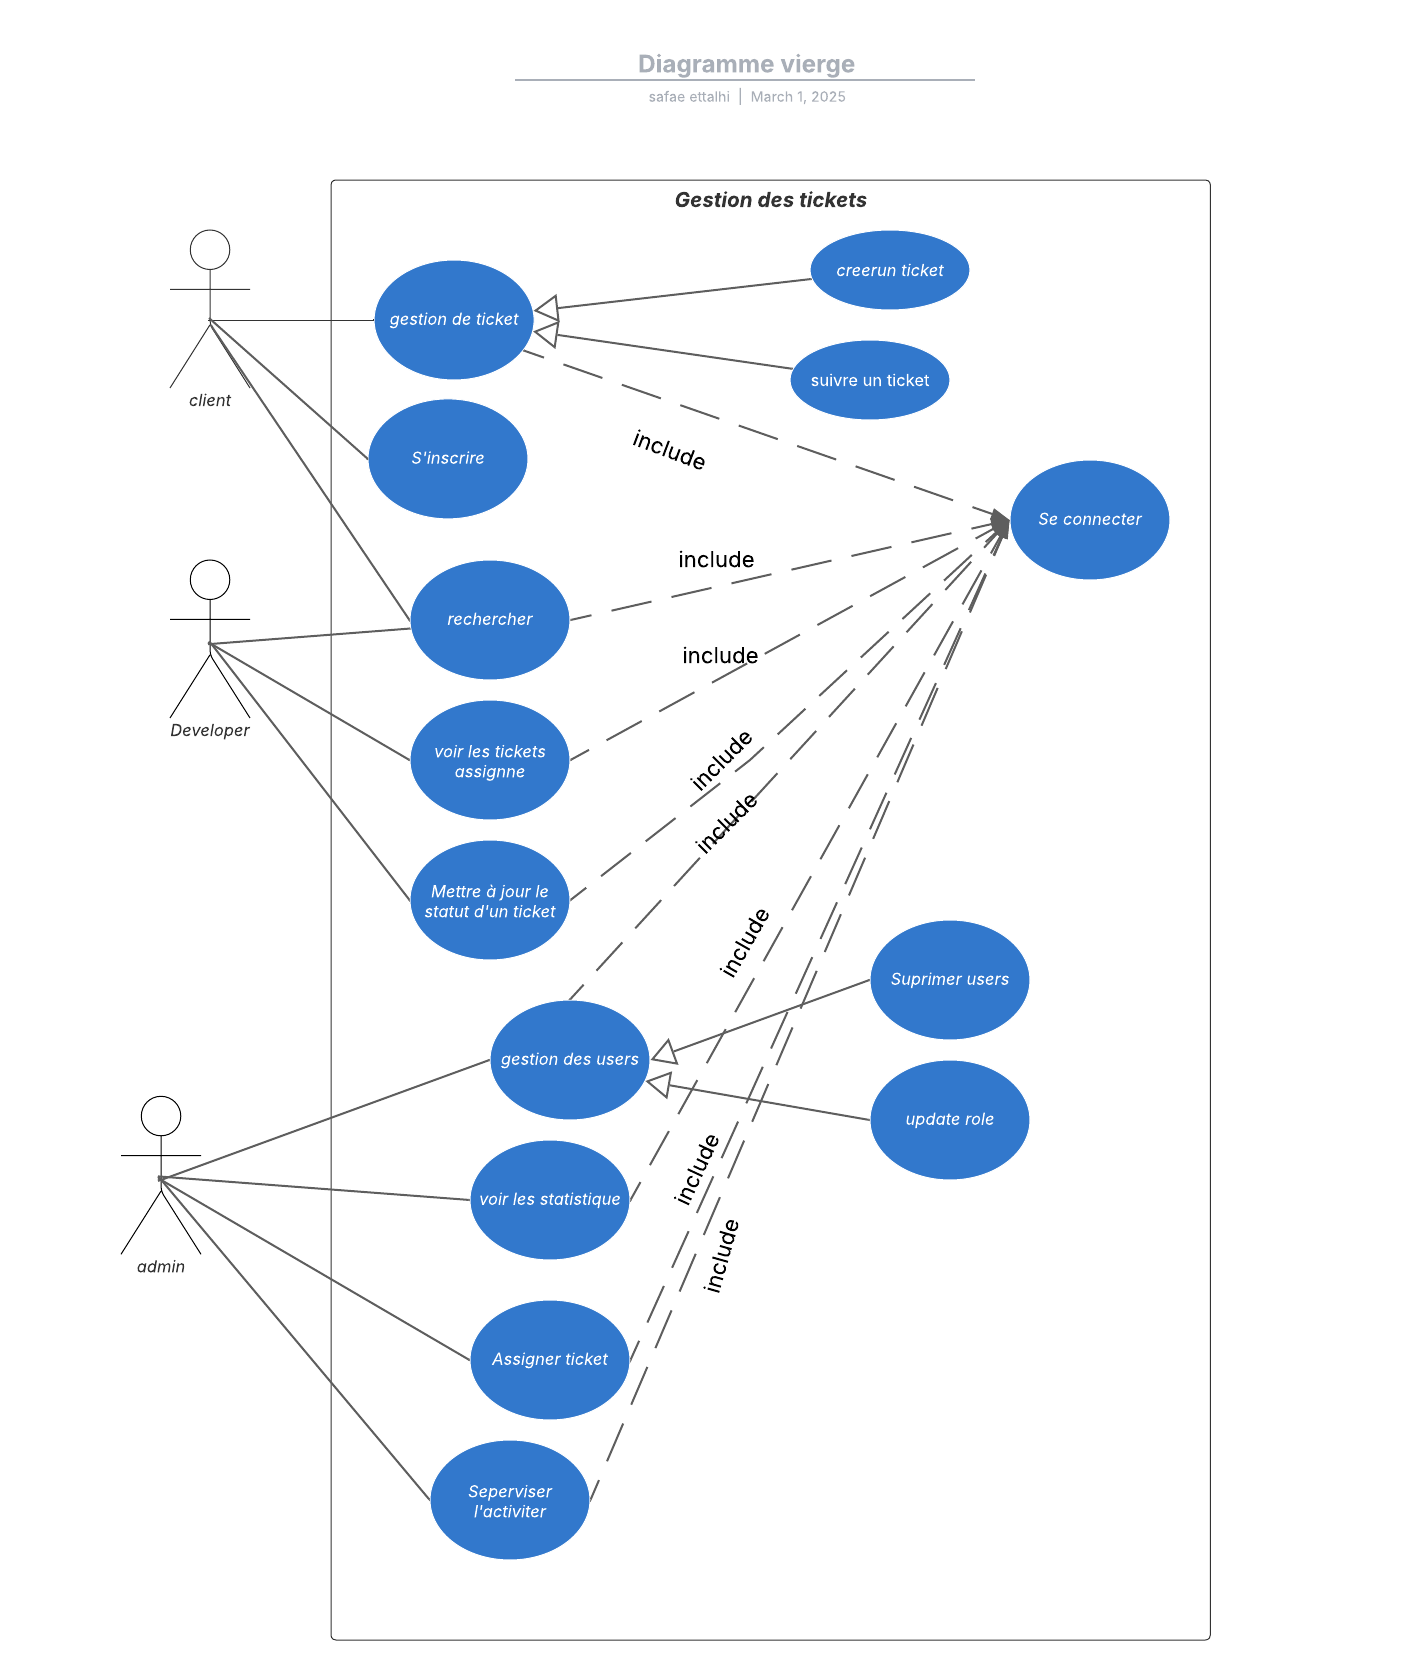 Diagramme vierge
safae ettalhi | March 1, 2025
Gestion des tickets
creerun ticket
gestion de ticket
suivre un ticket
client
include
S'inscrire
Se connecter
include
rechercher
include
Developer
voir les tickets
assignne
include
include
Mettre à jour le
statut d'un ticket
include
Suprimer users
gestion des users
update role
include
voir les statistique
include
admin
Assigner ticket
Seperviser
l'activiter